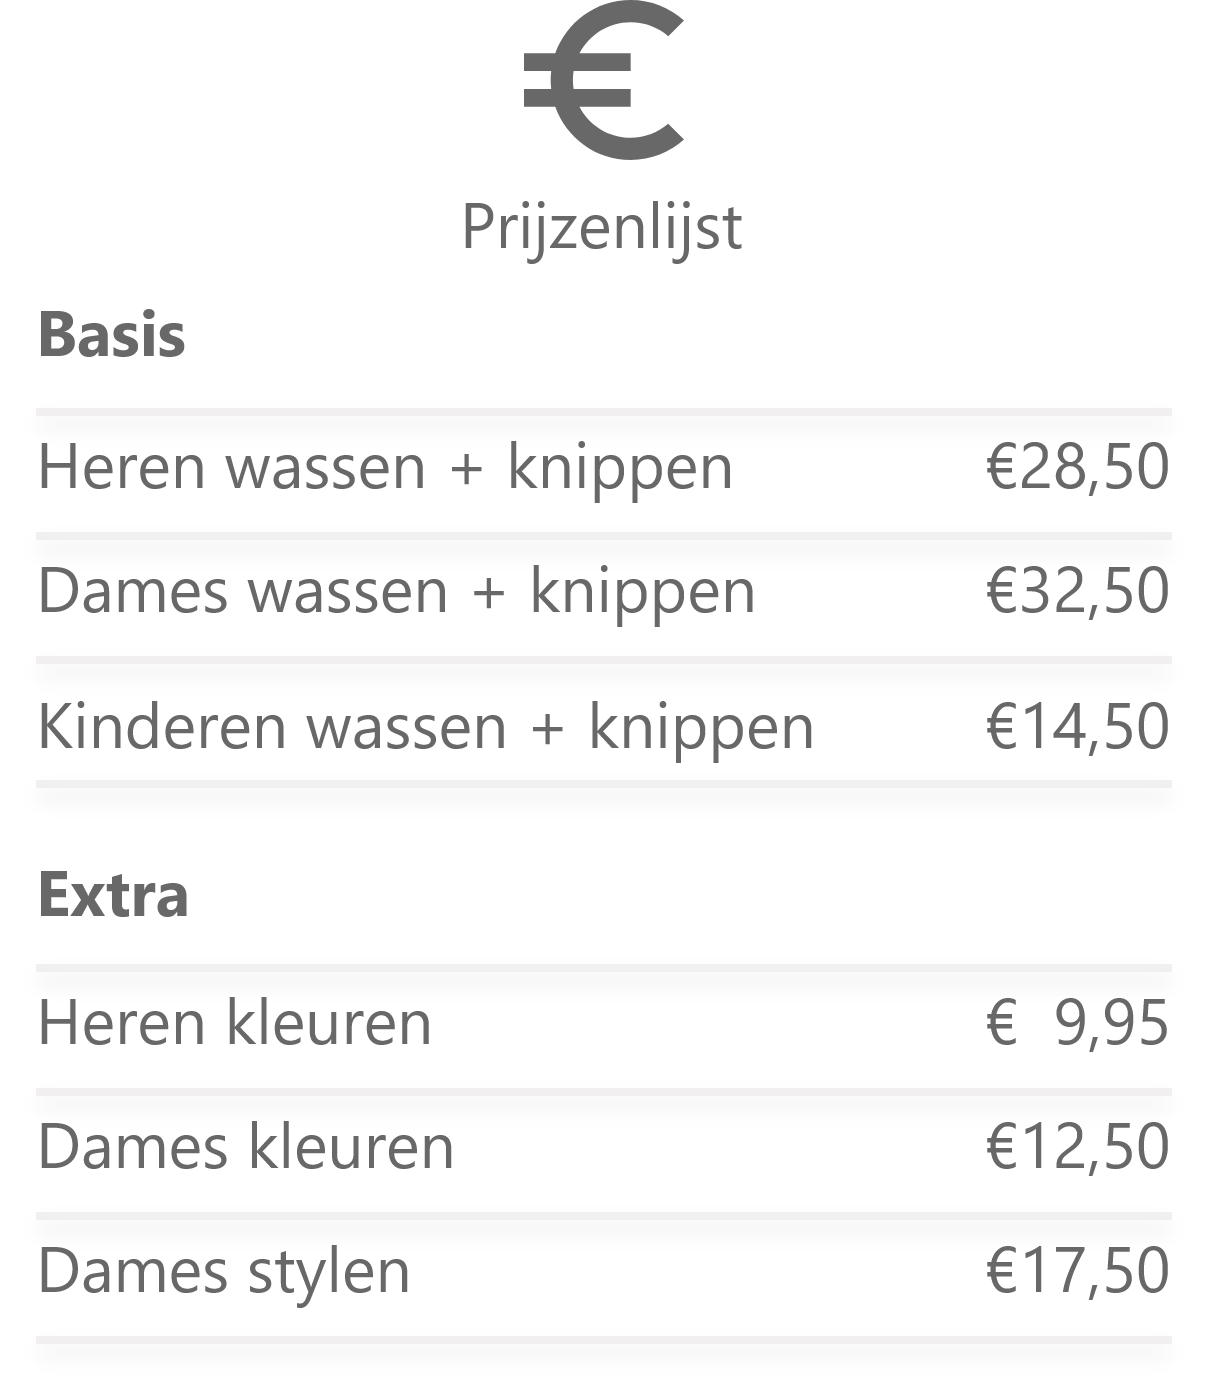 €
Prijzenlijst
Basis
Heren wassen + knippen €28,50
Dames wassen + knippen €32,50
Kinderen wassen + knippen €14,50
Extra
Heren kleuren €  9,95
Dames kleuren €12,50
Dames stylen €17,50